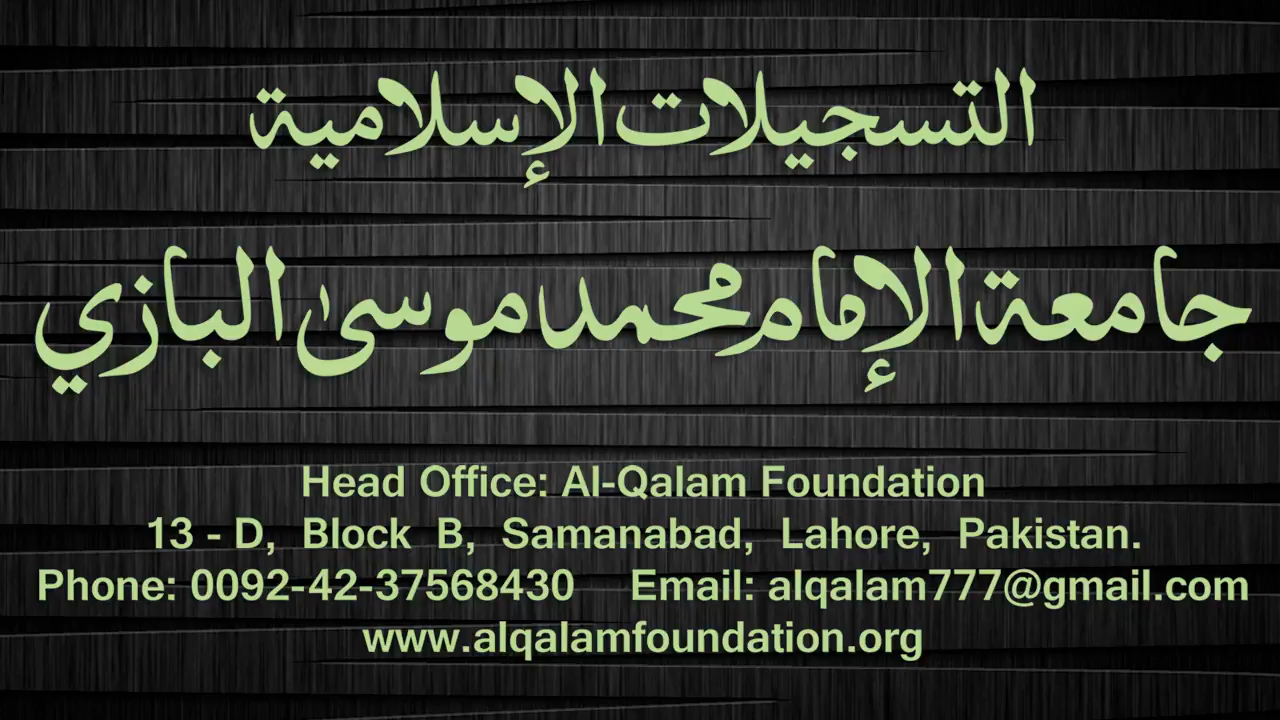 التسجيلات الإسلامية
جامعة الإمام محمد موسىٰ البازي
Head Office: Al-Qalam Foundation
13 - D, Block B, Samanabad, Lahore, Pakistan.
Phone: 0092-42-37568430 Email: alqalam777@gmail.com
www.alqalamfoundation.org